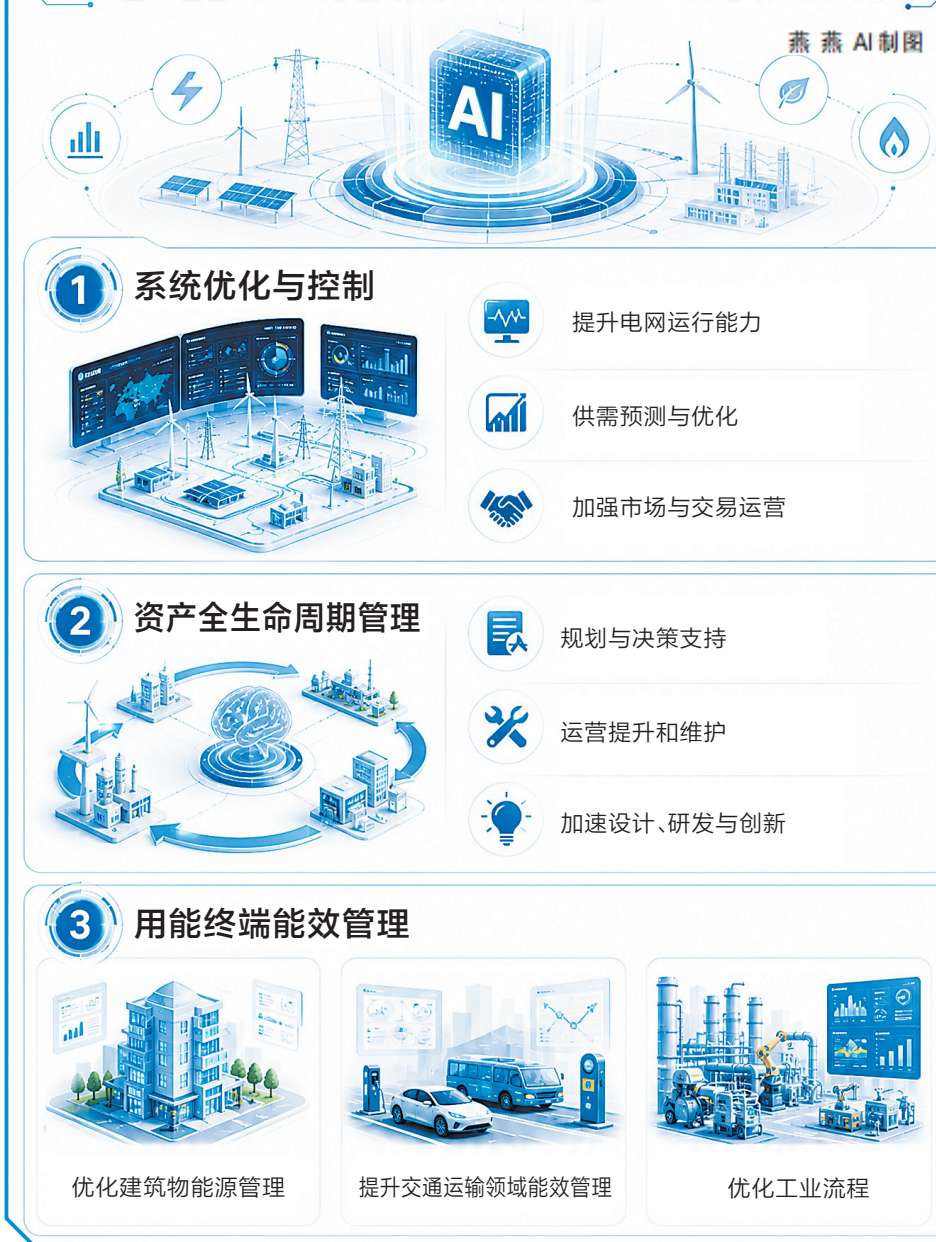 燕 燕 AI制图
AI
1
系统优化与控制
提升电网运行能力
供需预测与优化
加强市场与交易运营
2
资产全生命周期管理
规划与决策支持
运营提升和维护
加速设计、研发与创新
3
用能终端能效管理
优化建筑物能源管理
提升交通运输领域能效管理
优化工业流程